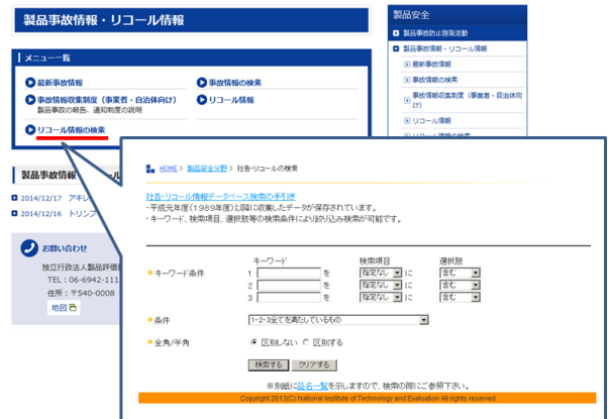 製品事故情報・リコール情報
メニュー一覧
最新事故情報
事故情報の検索
事故情報収集制度（事業者・自治体向け）
製品事故の報告、通知制度の説明
リコール情報
リコール情報の検索
製品安全
製品事故防止啓発活動
製品事故情報・リコール情報
最新事故情報
事故情報の検索
事故情報収集制度（事業者・自治体向け）
リコール情報
リコール情報の検索
製品事故情報
2014/12/17 アキレ
2014/12/16 トリンプ
お問い合わせ
独立行政法人製品評価
TEL：06-6942-111
住所：〒540-0008
地図
HOME > 製品安全分野 > 社告・リコールの検索
社告・リコール情報データベース検索の手引き
・平成元年度(1989年度)以降に収集したデータが保存されています。
・キーワード、検索項目、選択肢等の検索条件により絞り込み検索が可能です。
キーワード 検索項目 選択肢
キーワード条件 1 を 指定なし に 含む
2 を 指定なし に 含む
3 を 指定なし に 含む
条件 1-2-3全てを満たしているもの
全角/半角 区別しない 区別する
検索する クリアする
※別紙に品名一覧を示しますので、検索の際にご参照下さい。
Copyright 2013(C) National Institute of Technology and Evaluation All rights reserved.